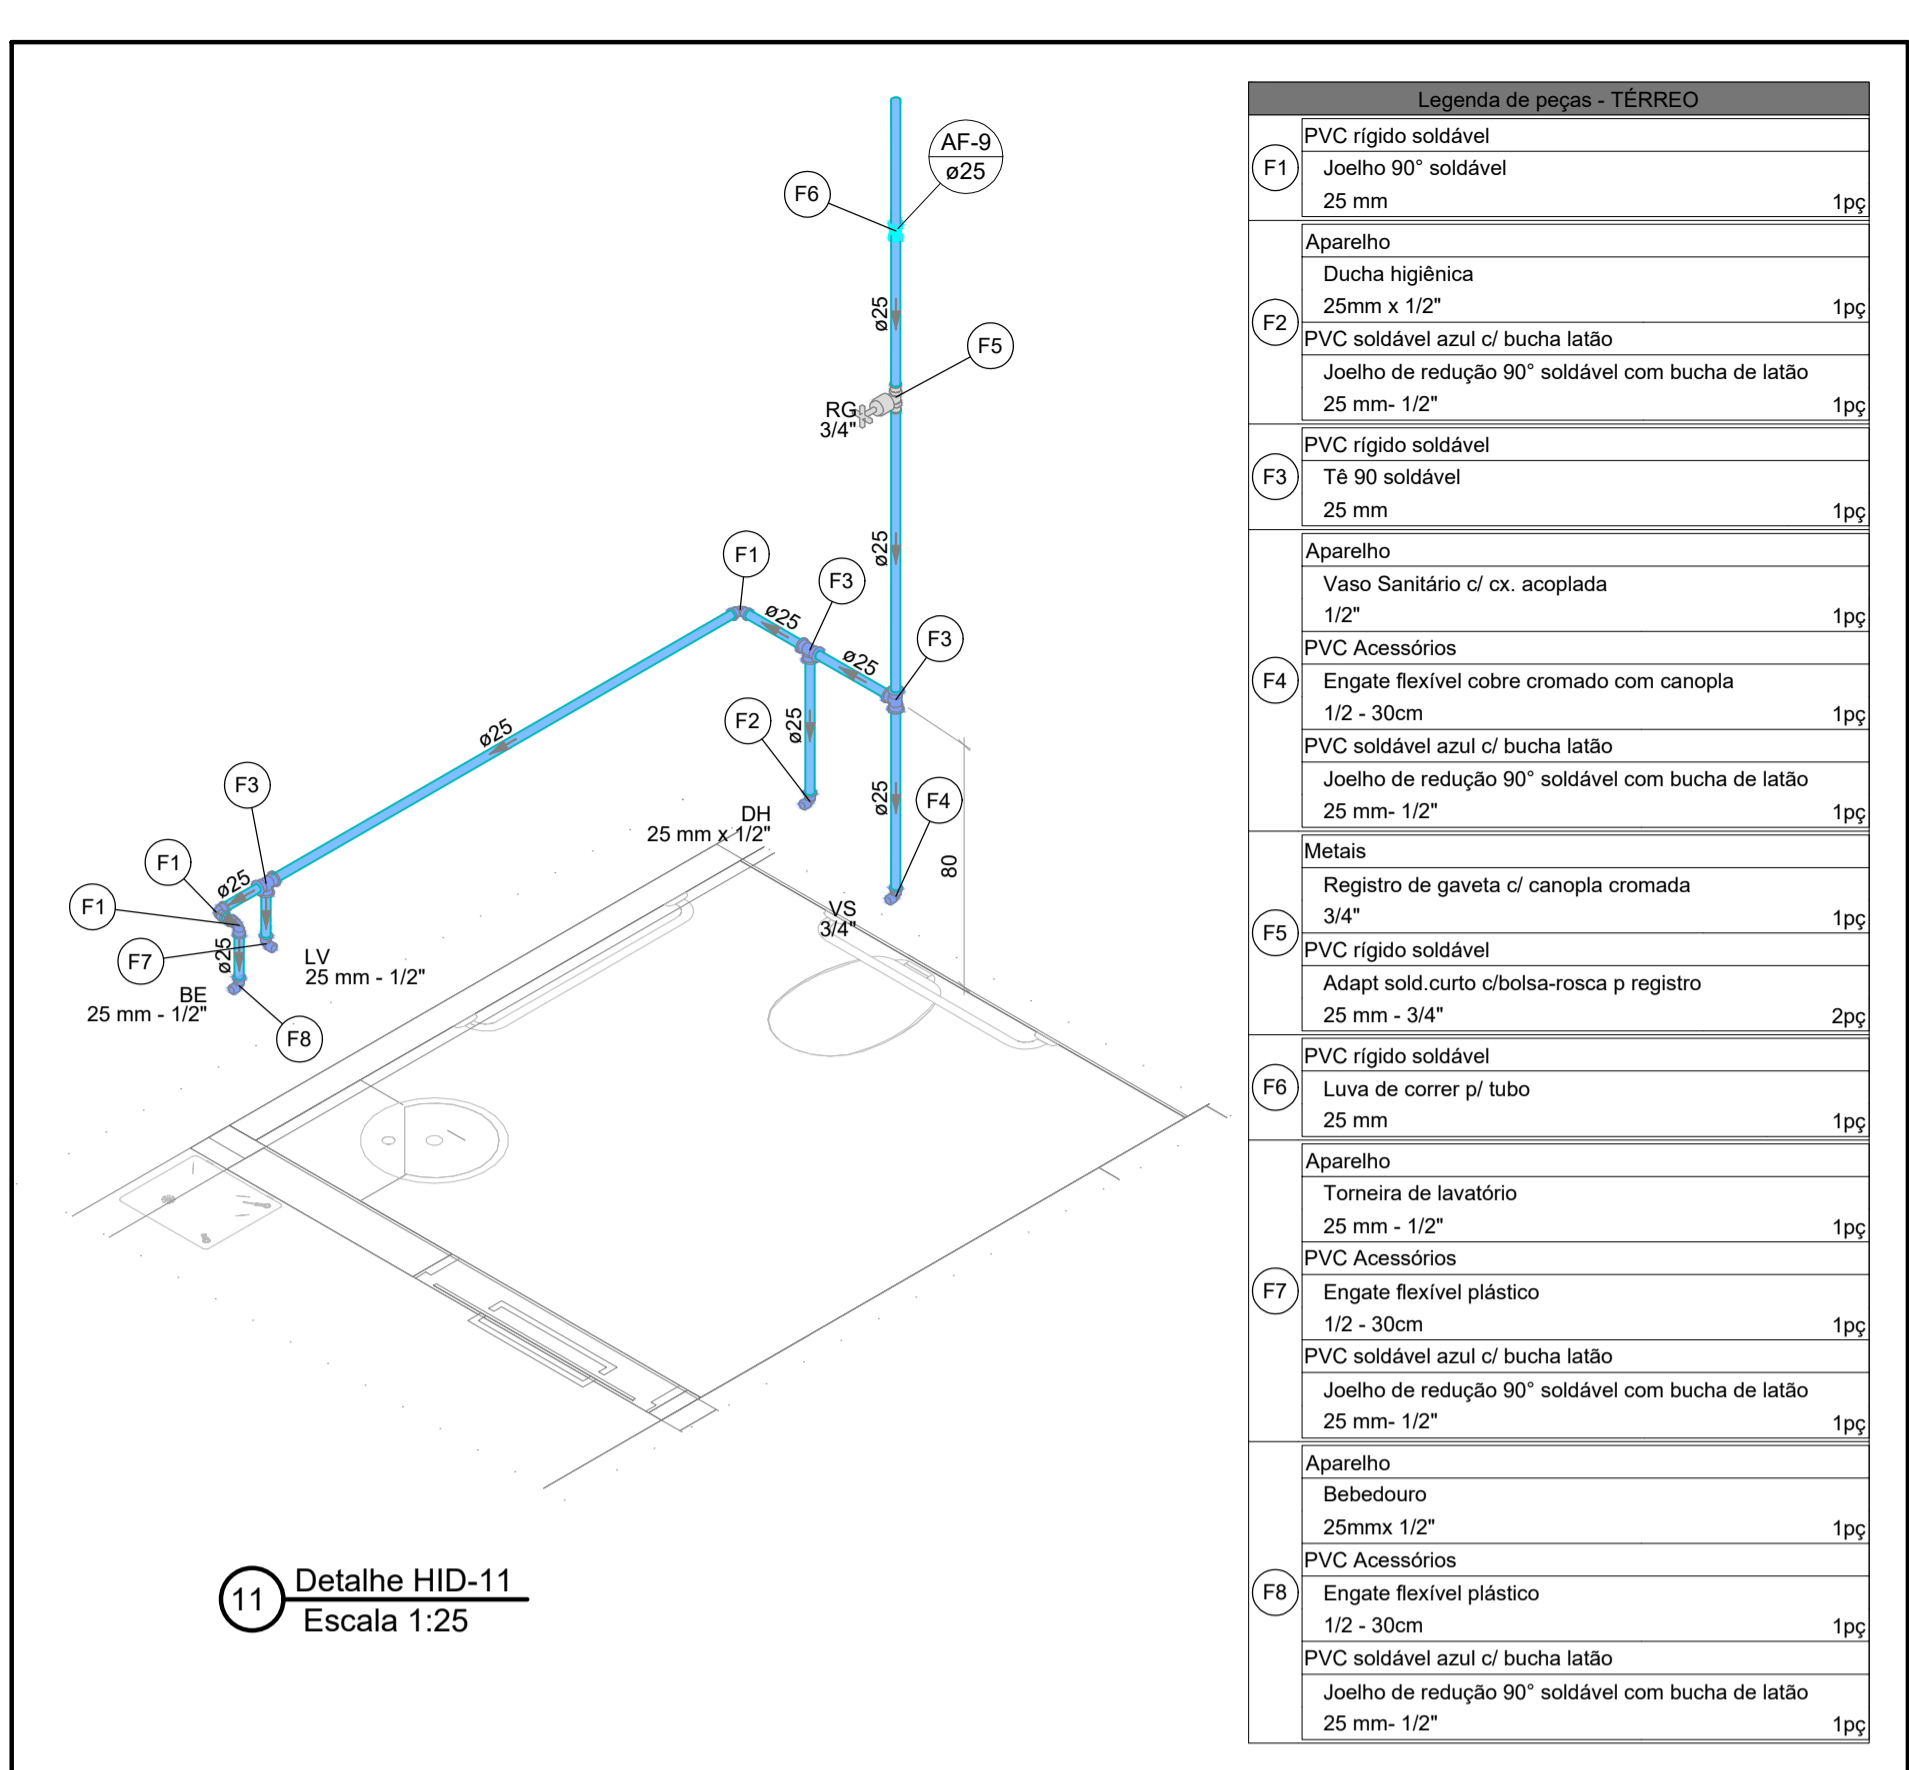 AF-9
ø25
F6
ø25
F5
RG
3/4"
ø25
F1
F3
ø25
F3
ø25
F2
ø25
ø25
F3
ø25
F4
DH
25 mm x 1/2"
80
F1
ø25
F1
VS
3/4"
F7
ø25
LV
25 mm - 1/2"
BE
25 mm - 1/2"
F8
11
Detalhe HID-11
Escala 1:25
Legenda de peças - TÉRREO
F1
PVC rígido soldável
Joelho 90° soldável
25 mm 1pç
F2
Aparelho
Ducha higiênica
25mm x 1/2" 1pç
PVC soldável azul c/ bucha latão
Joelho de redução 90° soldável com bucha de latão
25 mm- 1/2" 1pç
F3
PVC rígido soldável
Tê 90 soldável
25 mm 1pç
F4
Aparelho
Vaso Sanitário c/ cx. acoplada
1/2" 1pç
PVC Acessórios
Engate flexível cobre cromado com canopla
1/2 - 30cm 1pç
PVC soldável azul c/ bucha latão
Joelho de redução 90° soldável com bucha de latão
25 mm- 1/2" 1pç
F5
Metais
Registro de gaveta c/ canopla cromada
3/4" 1pç
PVC rígido soldável
Adapt sold.curto c/bolsa-rosca p registro
25 mm - 3/4" 2pç
F6
PVC rígido soldável
Luva de correr p/ tubo
25 mm 1pç
F7
Aparelho
Torneira de lavatório
25 mm - 1/2" 1pç
PVC Acessórios
Engate flexível plástico
1/2 - 30cm 1pç
PVC soldável azul c/ bucha latão
Joelho de redução 90° soldável com bucha de latão
25 mm- 1/2" 1pç
F8
Aparelho
Bebedouro
25mmx 1/2" 1pç
PVC Acessórios
Engate flexível plástico
1/2 - 30cm 1pç
PVC soldável azul c/ bucha latão
Joelho de redução 90° soldável com bucha de latão
25 mm- 1/2" 1pç